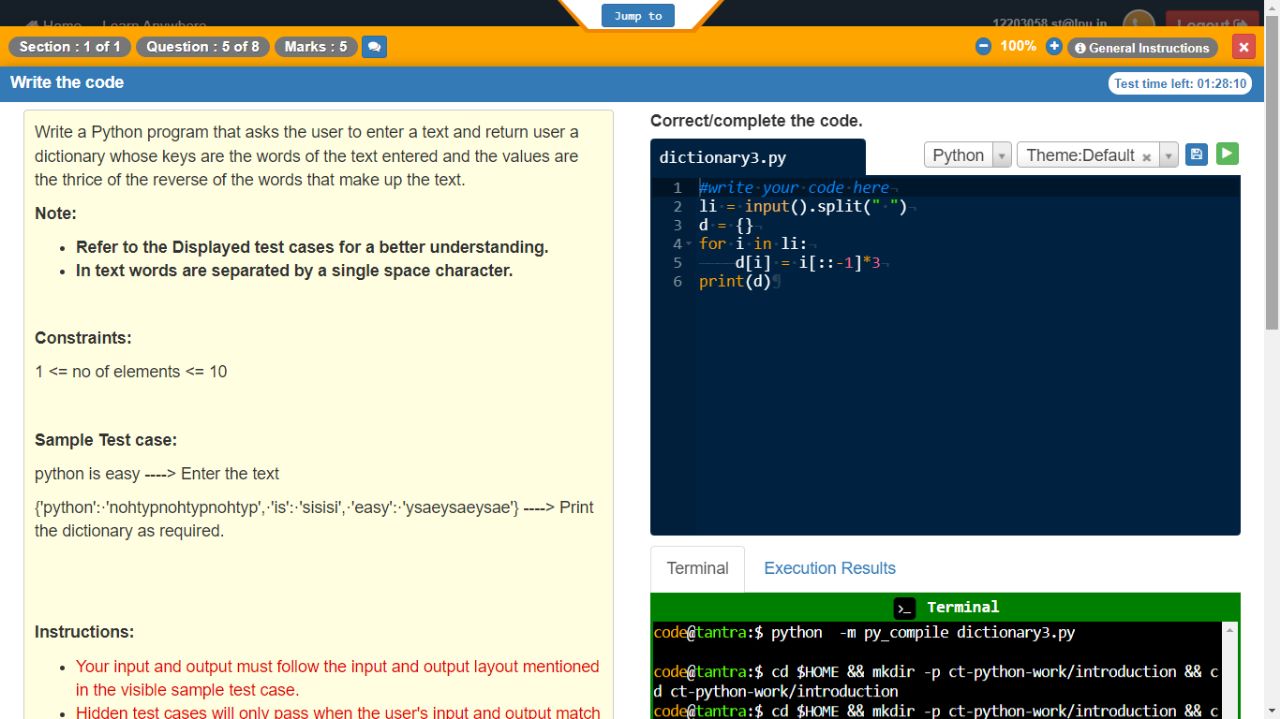 Home Learn Anywhere
Jump to
12203058.st@lpu.in
Logout
Section : 1 of 1
Question : 5 of 8
Marks : 5
100%
General Instructions
Write the code
Test time left: 01:28:10
Write a Python program that asks the user to enter a text and return user a
dictionary whose keys are the words of the text entered and the values are
the thrice of the reverse of the words that make up the text.
Note:
• Refer to the Displayed test cases for a better understanding.
• In text words are separated by a single space character.
Constraints:
1 <= no of elements <= 10
Sample Test case:
python is easy ----> Enter the text
{'python':·'nohtypnohtypnohtyp',·'is':·'sisisi',·'easy':·'ysaeysaeysae'} ----> Print
the dictionary as required.
Instructions:
• Your input and output must follow the input and output layout mentioned
in the visible sample test case.
• Hidden test cases will only pass when the user's input and output match
Correct/complete the code.
dictionary3.py
Python
Theme:Default
1 #write·your·code·here¬
2 li·=·input().split("·")¬
3 d·=·{}¬
4 for·i·in·li:¬
5 d[i]·=·i[::-1]*3¬
6 print(d)¶
Terminal
Execution Results
>_ Terminal
code@tantra:$ python  -m py_compile dictionary3.py
code@tantra:$ cd $HOME && mkdir -p ct-python-work/introduction && c
d ct-python-work/introduction
code@tantra:$ cd $HOME && mkdir -p ct-python-work/introduction && c